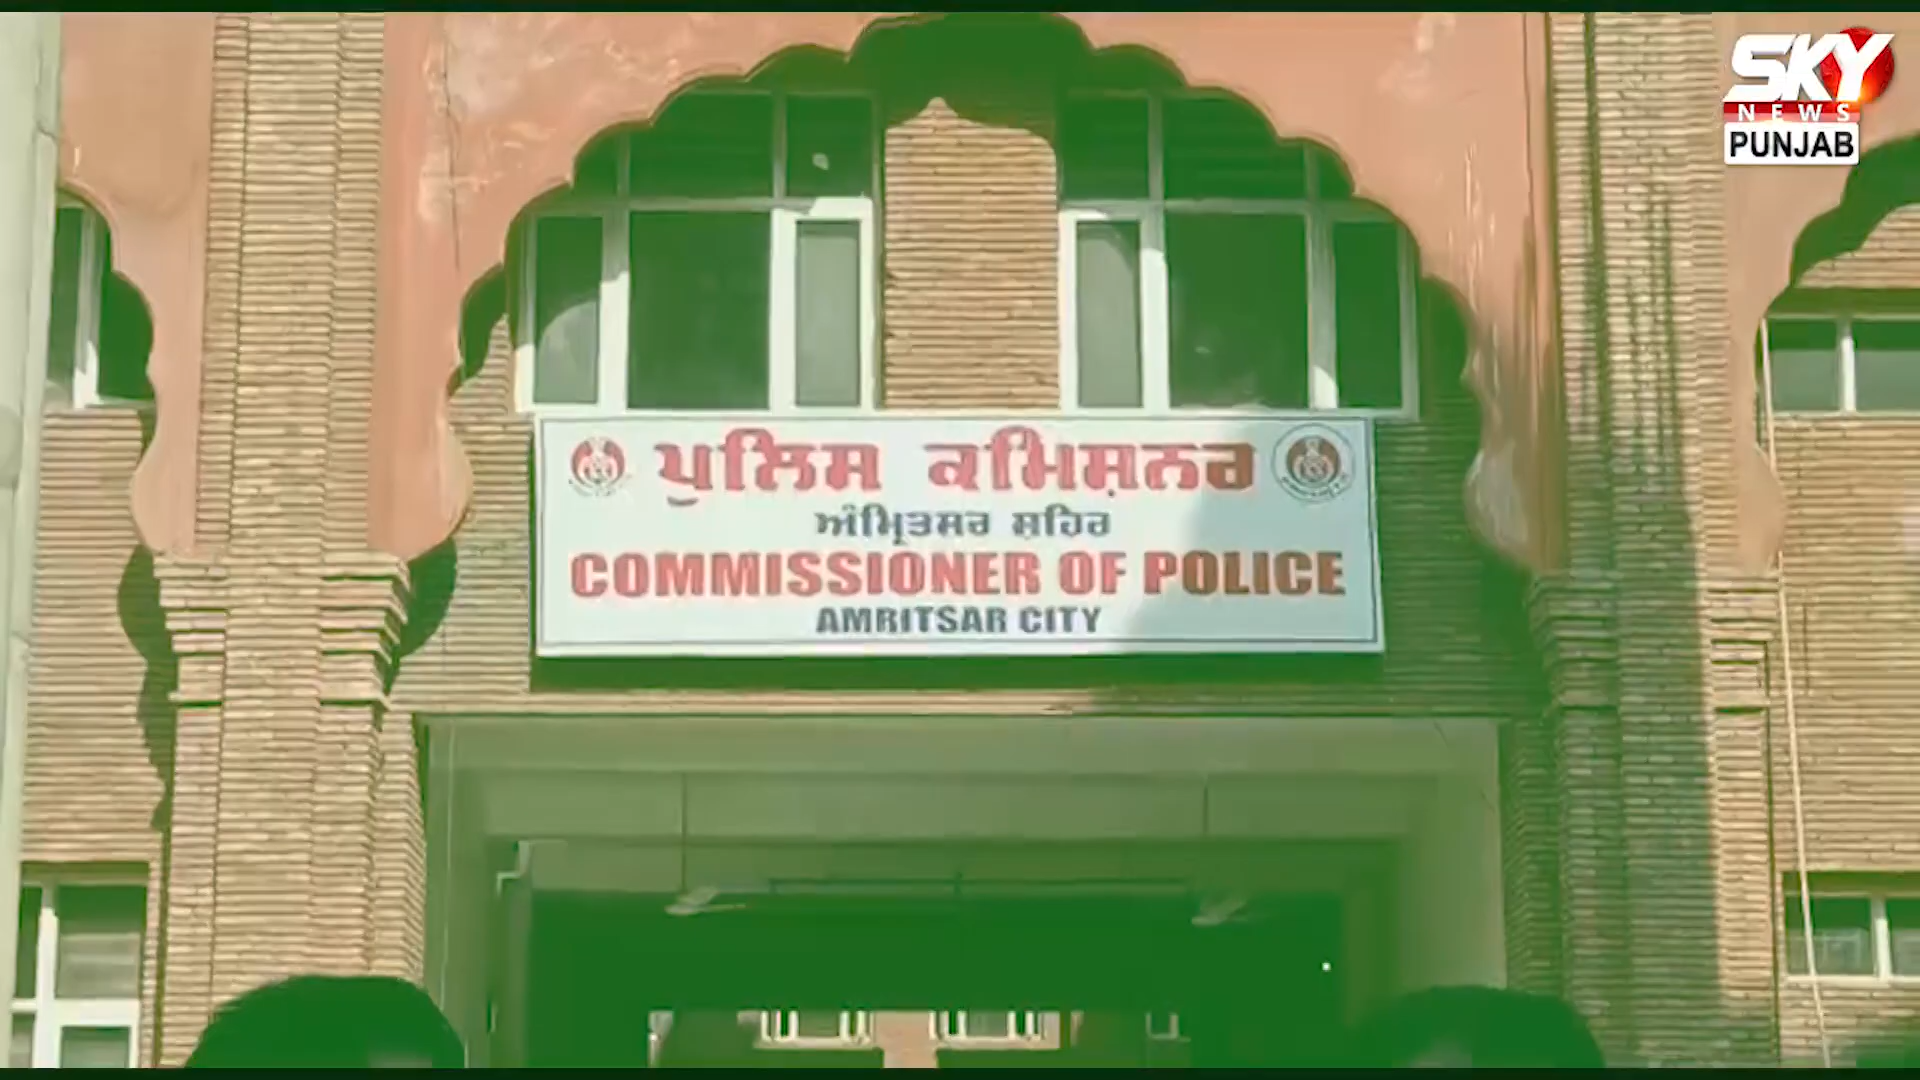 SKY
NEWS
PUNJAB
ਪੁਲਿਸ ਕਮਿਸ਼ਨਰ
ਅੰਮ੍ਰਿਤਸਰ ਸ਼ਹਿਰ
COMMISSIONER OF POLICE
AMRITSAR CITY